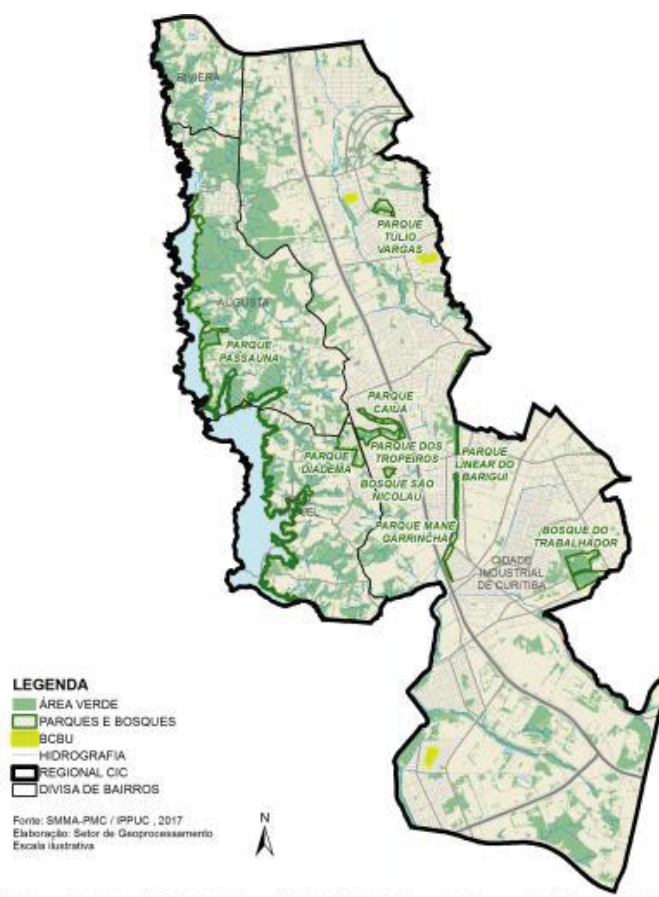 RIVIERA
PARQUE
TÚLIO
VARGAS
AUGUSTA
PARQUE
PASSAUNA
PARQUE
CAIUÁ
PARQUE DOS
TROPEIROS
PARQUE
DIADEMA
BOSQUE SÃO
NICOLAU
PARQUE
LINEAR DO
BARIGUI
PARQUE MANÉ
GARRINCHA
BOSQUE DO
TRABALHADOR
CIDADE
INDUSTRIAL
DE CURITIBA
LEGENDA
ÁREA VERDE
PARQUES E BOSQUES
BCBU
HIDROGRAFIA
REGIONAL CIC
DIVISA DE BAIRROS
Fonte: SMMA-PMC / IPPUC , 2017
Elaboração: Setor de Geoprocessamento
Escala ilustrativa
N